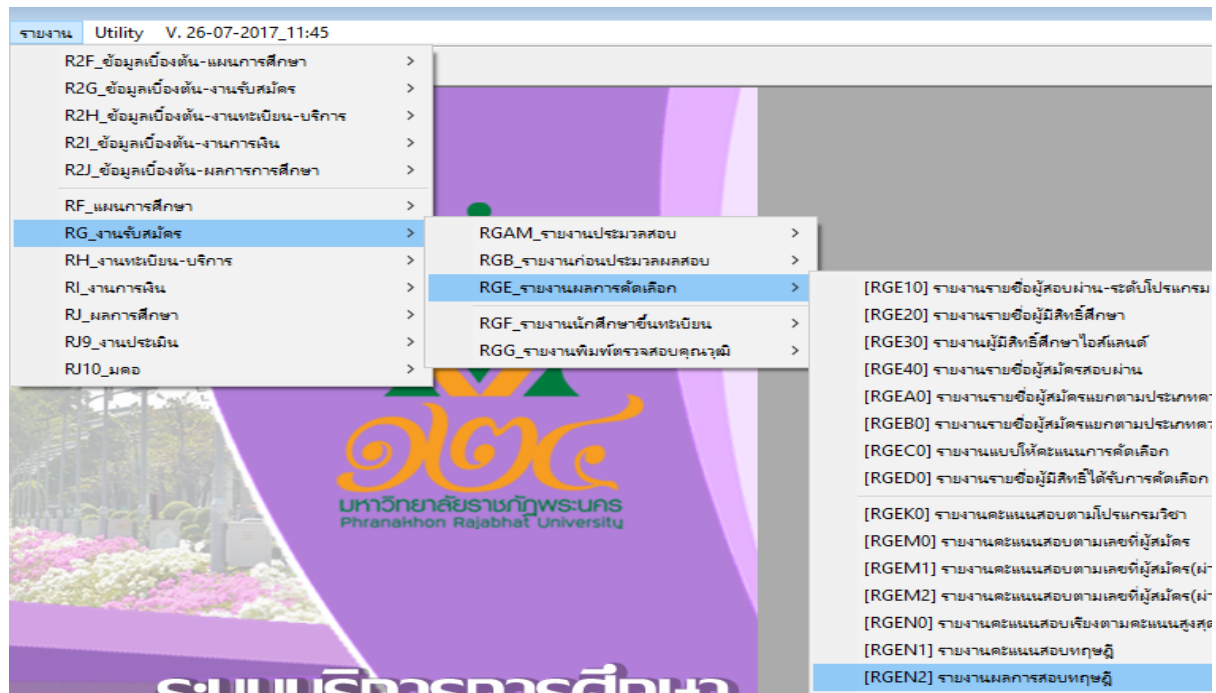 รายงาน Utility V. 26-07-2017_11:45
R2F_ข้อมูลเบื้องต้น-แผนการศึกษา
R2G_ข้อมูลเบื้องต้น-งานรับสมัคร
R2H_ข้อมูลเบื้องต้น-งานทะเบียน-บริการ
R2I_ข้อมูลเบื้องต้น-งานการเงิน
R2J_ข้อมูลเบื้องต้น-ผลการการศึกษา
RF_แผนการศึกษา
RG_งานรับสมัคร
RH_งานทะเบียน-บริการ
RI_งานการเงิน
RJ_ผลการศึกษา
RJ9_งานประเมิน
RJ10_มคอ
RGAM_รายงานประมวลสอบ
RGB_รายงานก่อนประมวลผลสอบ
RGE_รายงานผลการคัดเลือก
RGF_รายงานนักศึกษาขึ้นทะเบียน
RGG_รายงานพิมพ์ตรวจสอบคุณวุฒิ
[RGE10] รายงานรายชื่อผู้สอบผ่าน-ระดับโปรแกรม
[RGE20] รายงานรายชื่อผู้มีสิทธิ์ศึกษา
[RGE30] รายงานผู้มีสิทธิ์ศึกษาไอส์แลนด์
[RGE40] รายงานรายชื่อผู้สมัครสอบผ่าน
[RGEA0] รายงานรายชื่อผู้สมัครแยกตามประเภท
[RGEB0] รายงานรายชื่อผู้สมัครแยกตามประเภท
[RGEC0] รายงานแบบให้คะแนนการคัดเลือก
[RGED0] รายงานรายชื่อผู้มีสิทธิ์ได้รับการคัดเลือก
[RGEK0] รายงานคะแนนสอบตามโปรแกรมวิชา
[RGEM0] รายงานคะแนนสอบตามเลขที่ผู้สมัคร
[RGEM1] รายงานคะแนนสอบตามเลขที่ผู้สมัคร(ผ่า
[RGEM2] รายงานคะแนนสอบตามเลขที่ผู้สมัคร(ผ่า
[RGEN0] รายงานคะแนนสอบเรียงตามคะแนนสูงสุด
[RGEN1] รายงานคะแนนสอบทฤษฎี
[RGEN2] รายงานผลการสอบทฤษฎี
๑๒๔
มหาวิทยาลัยราชภัฏพระนคร
Phranakhon Rajabhat University
ระบบบริการการศึกษา